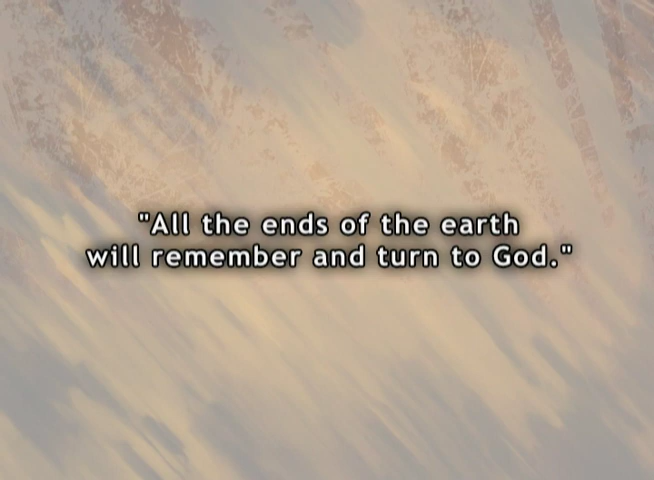 "All the ends of the earth
will remember and turn to God."